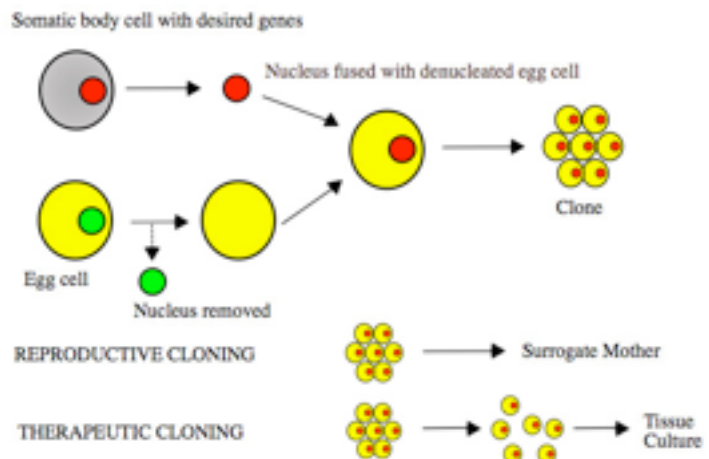 Somatic body cell with desired genes
Nucleus fused with denucleated egg cell
Clone
Egg cell
Nucleus removed
REPRODUCTIVE CLONING
Surrogate Mother
THERAPEUTIC CLONING
Tissue
Culture